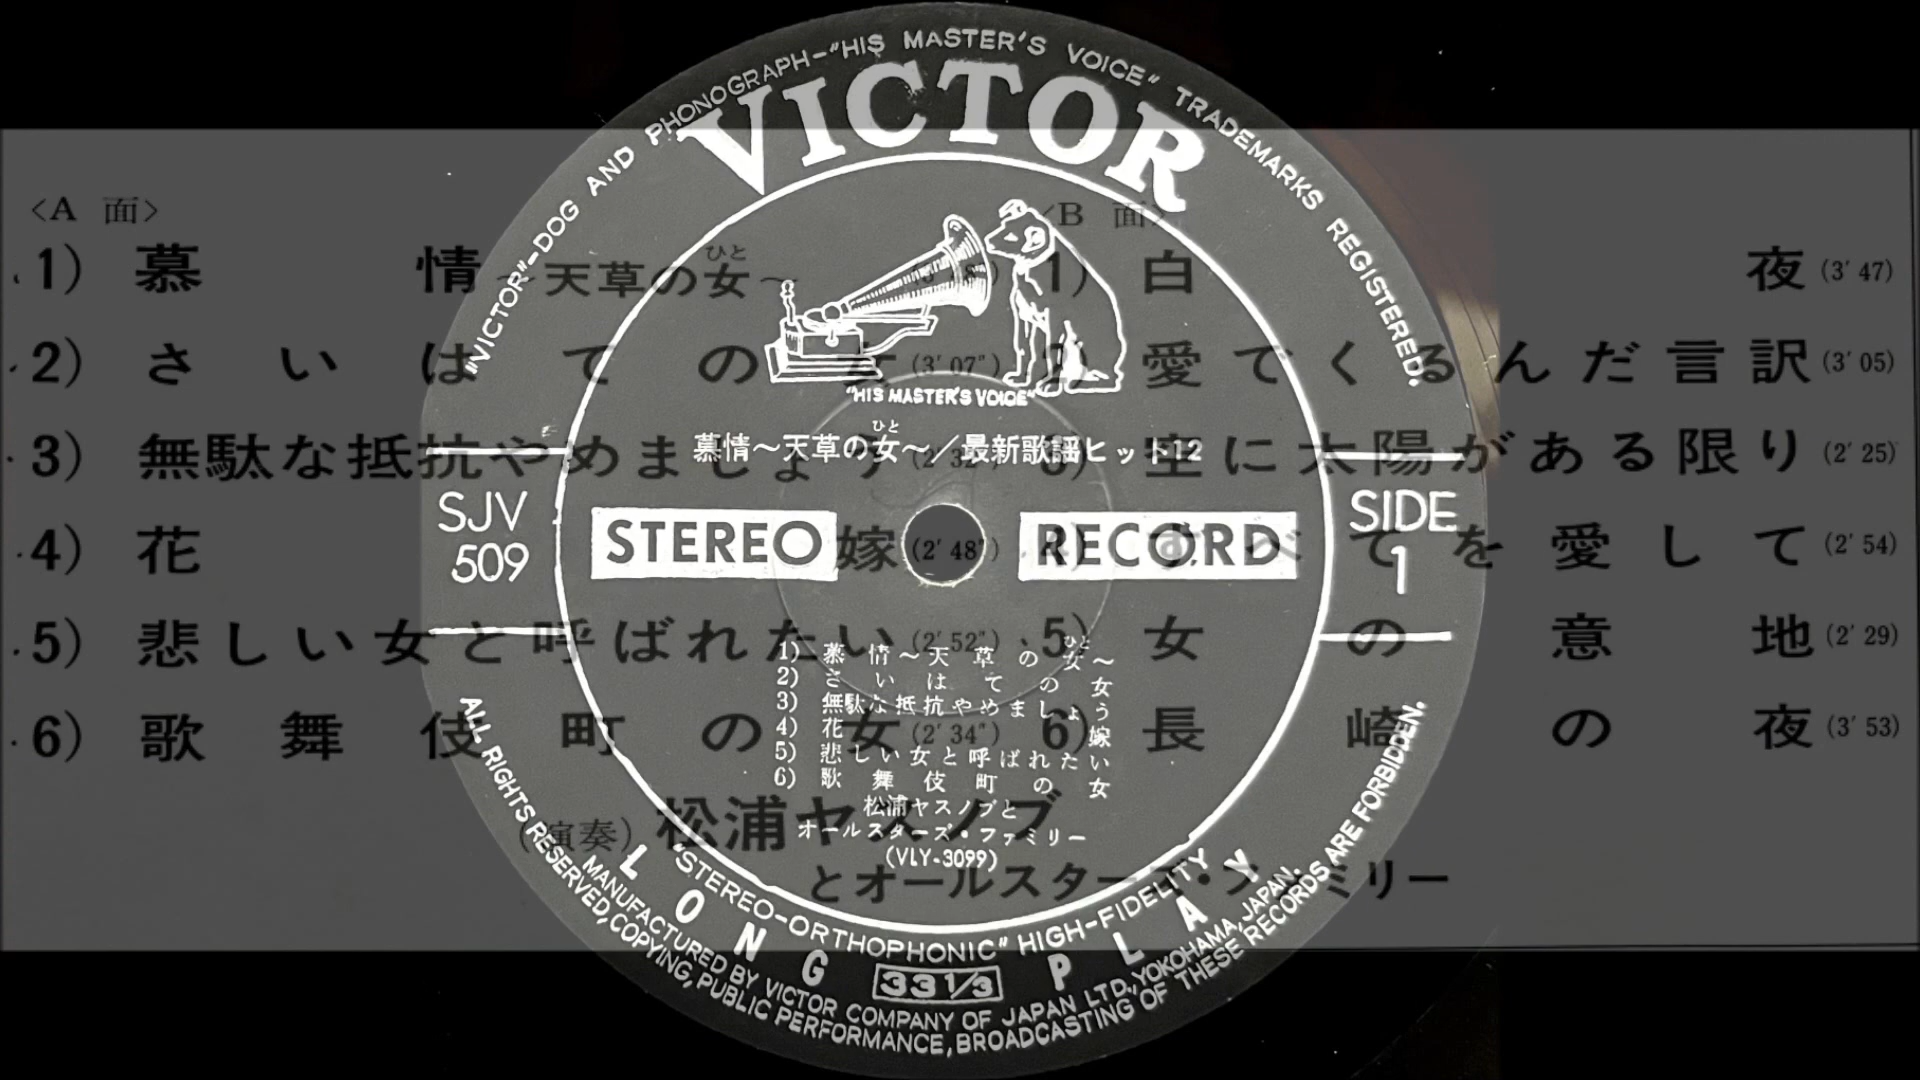 "VICTOR"-DOG AND PHONOGRAPH-"HIS MASTER'S VOICE" TRADEMARKS REGISTERED.
VICTOR
"HIS MASTER'S VOICE"
慕情〜天草の女〜／最新歌謡ヒット12
ひと
SJV
509
STEREO
RECORD
SIDE
1
1) 慕情〜天草の女〜
ひと
2) さいはての女
3) 無駄な抵抗やめましょう
4) 花嫁
5) 悲しい女と呼ばれたい
6) 歌舞伎町の女
松浦ヤスノブと
オールスターズ・ファミリー
(VLY-3099)
"STEREO-ORTHOPHONIC" HIGH-FIDELITY
LONG 33 1/3 PLAY
MANUFACTURED BY VICTOR COMPANY OF JAPAN LTD., YOKOHAMA, JAPAN.
ALL RIGHTS RESERVED, COPYING, PUBLIC PERFORMANCE, BROADCASTING OF THESE RECORDS ARE FORBIDDEN.
<A 面>
1) 慕情〜天草の女〜
ひと
2) さいはての女 (3′07″)
3) 無駄な抵抗やめましょう (2′32″)
4) 花嫁 (2′48″)
5) 悲しい女と呼ばれたい (2′52″)
6) 歌舞伎町の女 (2′34″)
<B 面>
1) 白夜 (3′47)
2) 愛でくるんだ言訳 (3′05)
3) 空に太陽がある限り (2′25)
4) すべてを愛して (2′54)
5) 女の意地 (2′29)
6) 長崎の夜 (3′53)
(演奏) 松浦ヤスノブ
とオールスターズ・ファミリー